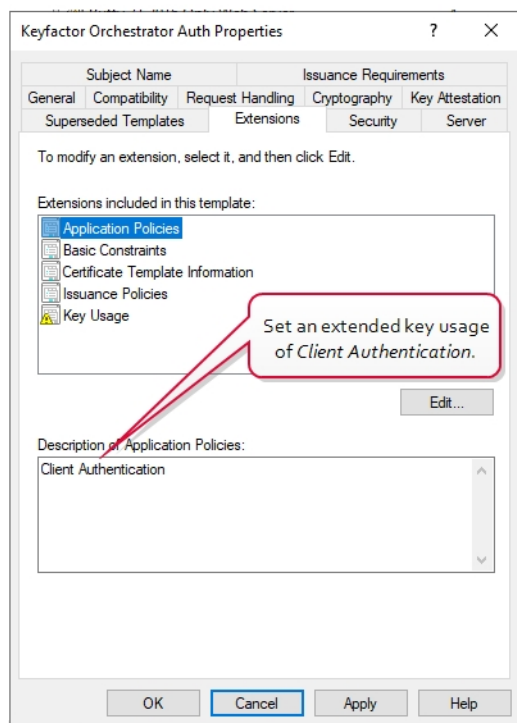 Keyfactor Orchestrator Auth Properties ? ×
Subject Name Issuance Requirements
General Compatibility Request Handling Cryptography Key Attestation
Superseded Templates Extensions Security Server
To modify an extension, select it, and then click Edit.
Extensions included in this template:
Application Policies
Basic Constraints
Certificate Template Information
Issuance Policies
Key Usage
Set an extended key usage
of Client Authentication.
Edit...
Description of Application Policies:
Client Authentication
OK Cancel Apply Help